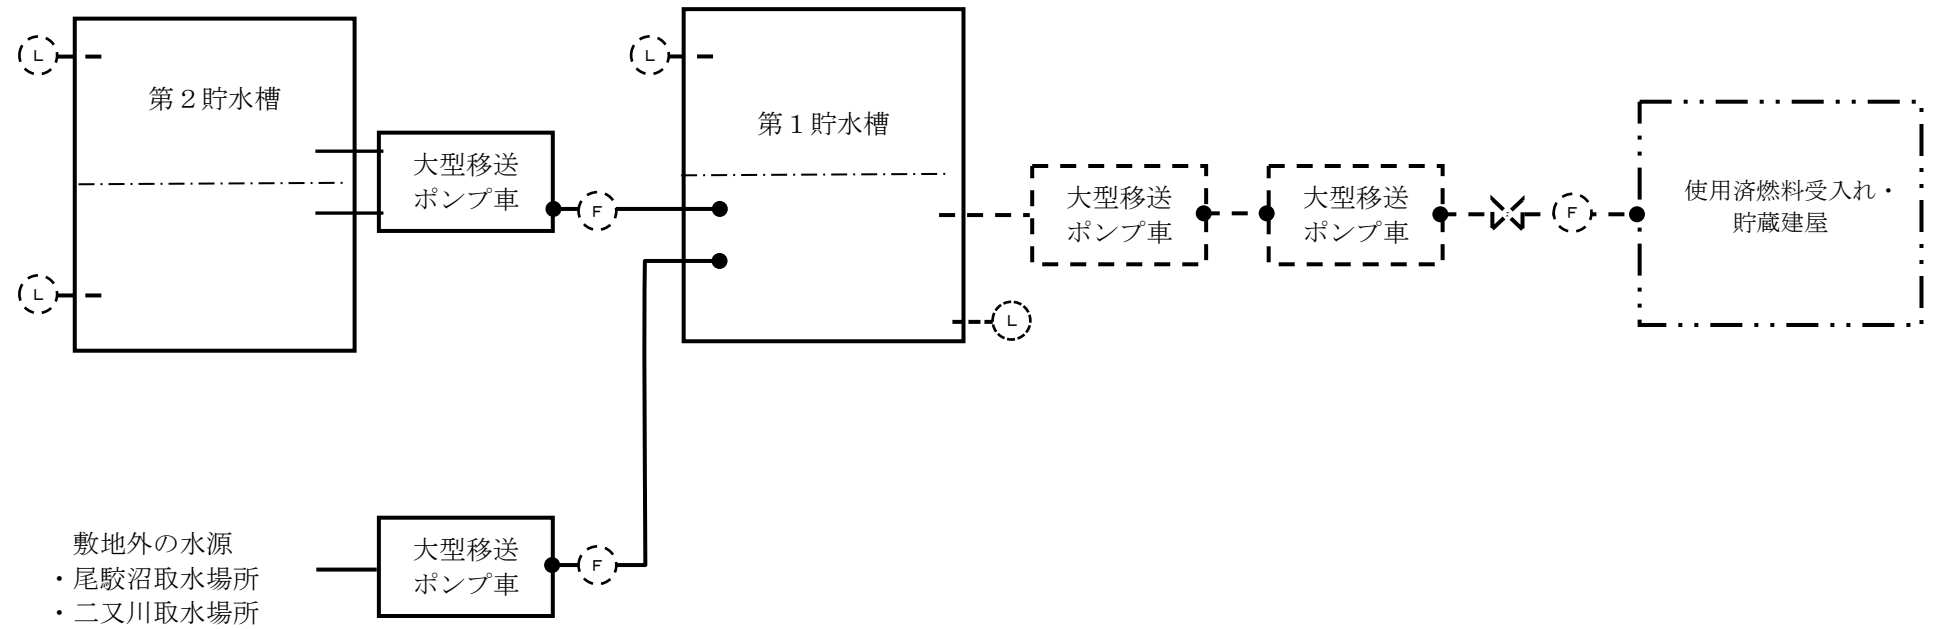 L
第２貯水槽
L
大型移送
ポンプ車
F
L
第１貯水槽
L
大型移送
ポンプ車
大型移送
ポンプ車
F
使用済燃料受入れ・
貯蔵建屋
敷地外の水源
・尾駮沼取水場所
・二又川取水場所
大型移送
ポンプ車
F